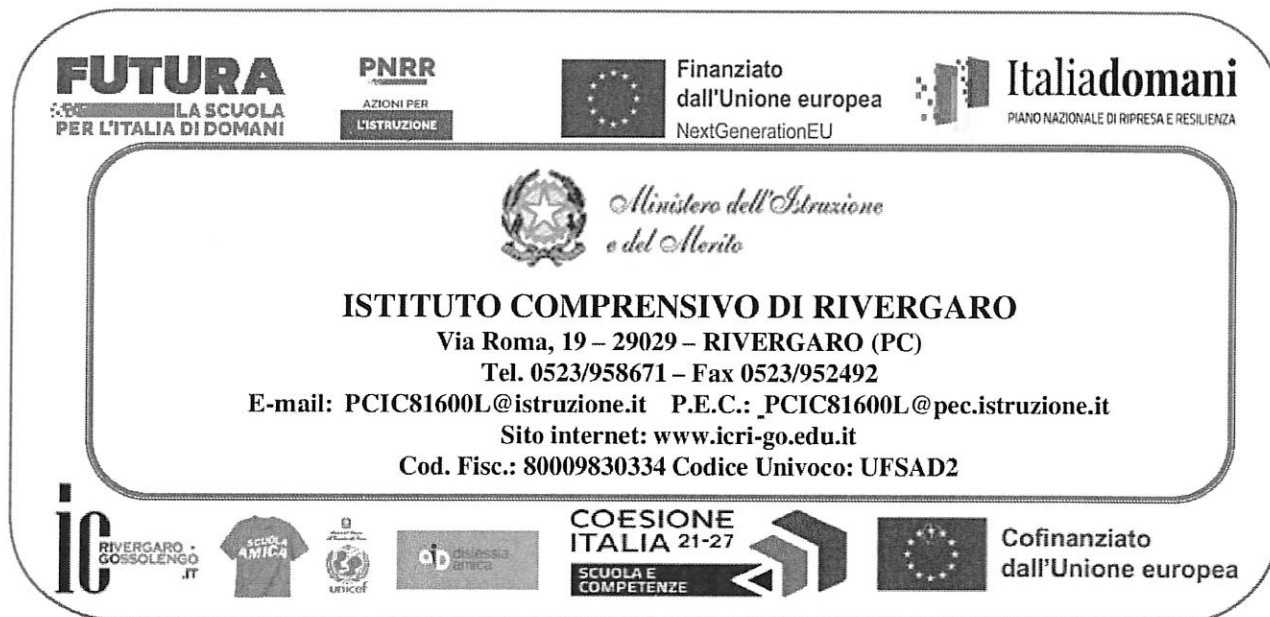 FUTURA
LA SCUOLA
PER L'ITALIA DI DOMANI
PNRR
AZIONI PER
L'ISTRUZIONE
Finanziato
dall'Unione europea
NextGenerationEU
Italiadomani
PIANO NAZIONALE DI RIPRESA E RESILIENZA
Ministero dell'Istruzione
e del Merito
ISTITUTO COMPRENSIVO DI RIVERGARO
Via Roma, 19 – 29029 – RIVERGARO (PC)
Tel. 0523/958671 – Fax 0523/952492
E-mail: PCIC81600L@istruzione.it P.E.C.: _PCIC81600L@pec.istruzione.it
Sito internet: www.icri-go.edu.it
Cod. Fisc.: 80009830334 Codice Univoco: UFSAD2
ic
RIVERGARO -
GOSSOLENGO
.IT
SCUOLA
AMICA
unicef
aiD dislessia
amica
COESIONE
ITALIA 21-27
SCUOLA E
COMPETENZE
Cofinanziato
dall'Unione europea